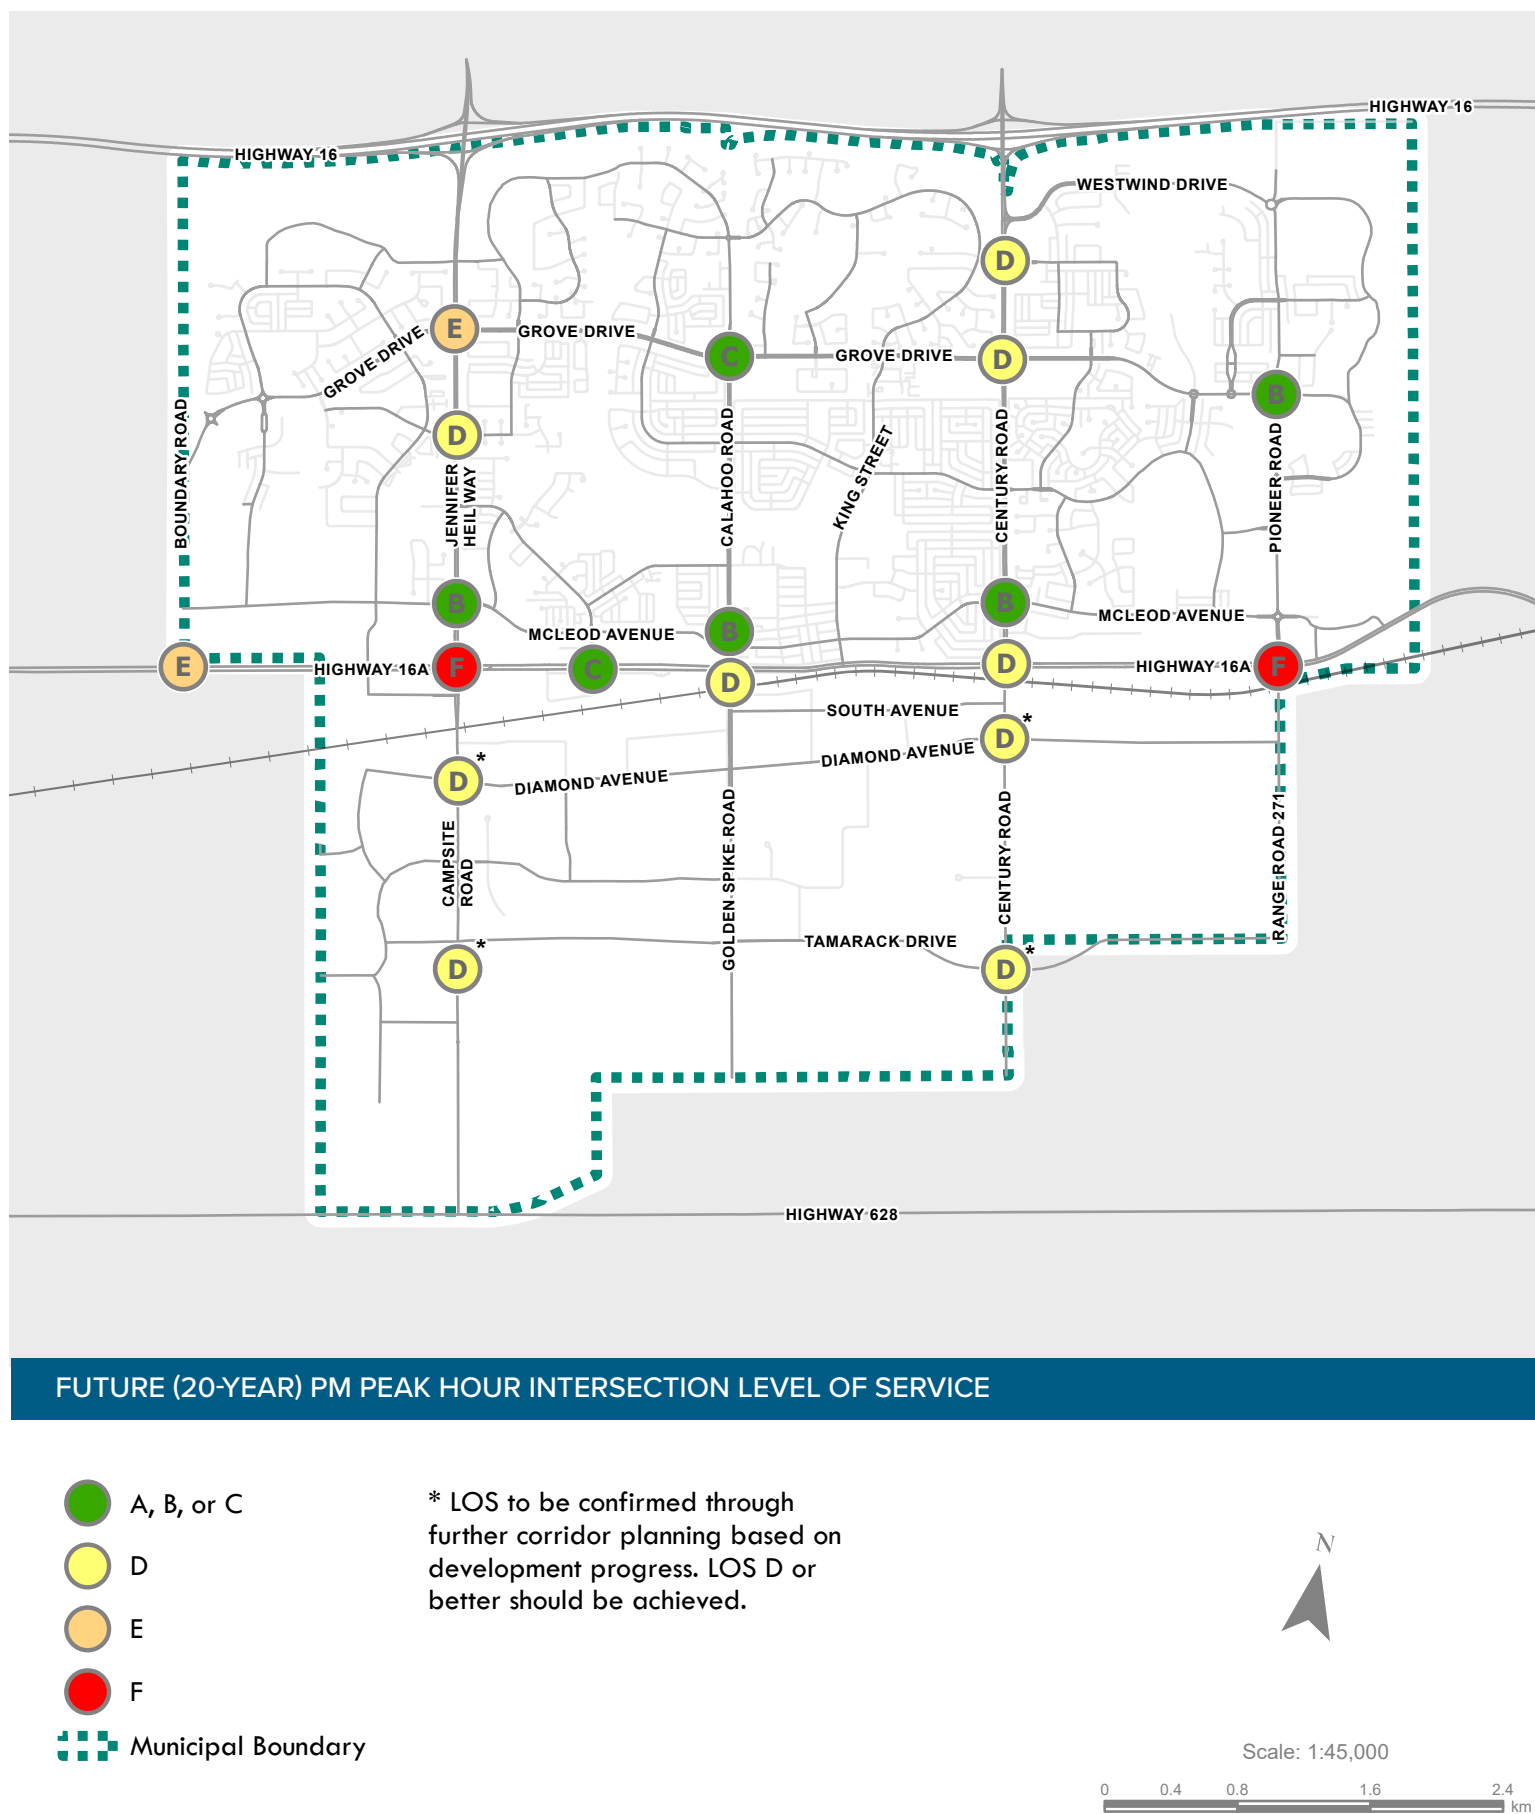 HIGHWAY 16
HIGHWAY 16
WESTWIND DRIVE
D
E
GROVE DRIVE
GROVE DRIVE
C
GROVE DRIVE
D
B
BOUNDARY ROAD
D
JENNIFER
HEIL WAY
CALAHOO ROAD
KING STREET
CENTURY ROAD
PIONEER ROAD
B
MCLEOD AVENUE
B
B
MCLEOD AVENUE
E
HIGHWAY 16A
F
C
D
D
HIGHWAY 16A
F
SOUTH AVENUE
D
*
DIAMOND AVENUE
D
*
DIAMOND AVENUE
CAMPSITE
ROAD
GOLDEN SPIKE ROAD
CENTURY ROAD
RANGE ROAD 271
D
*
TAMARACK DRIVE
D
*
HIGHWAY 628
FUTURE (20-YEAR) PM PEAK HOUR INTERSECTION LEVEL OF SERVICE
A, B, or C
D
E
F
Municipal Boundary
* LOS to be confirmed through
further corridor planning based on
development progress. LOS D or
better should be achieved.
N
Scale: 1:45,000
0 0.4 0.8 1.6 2.4
km